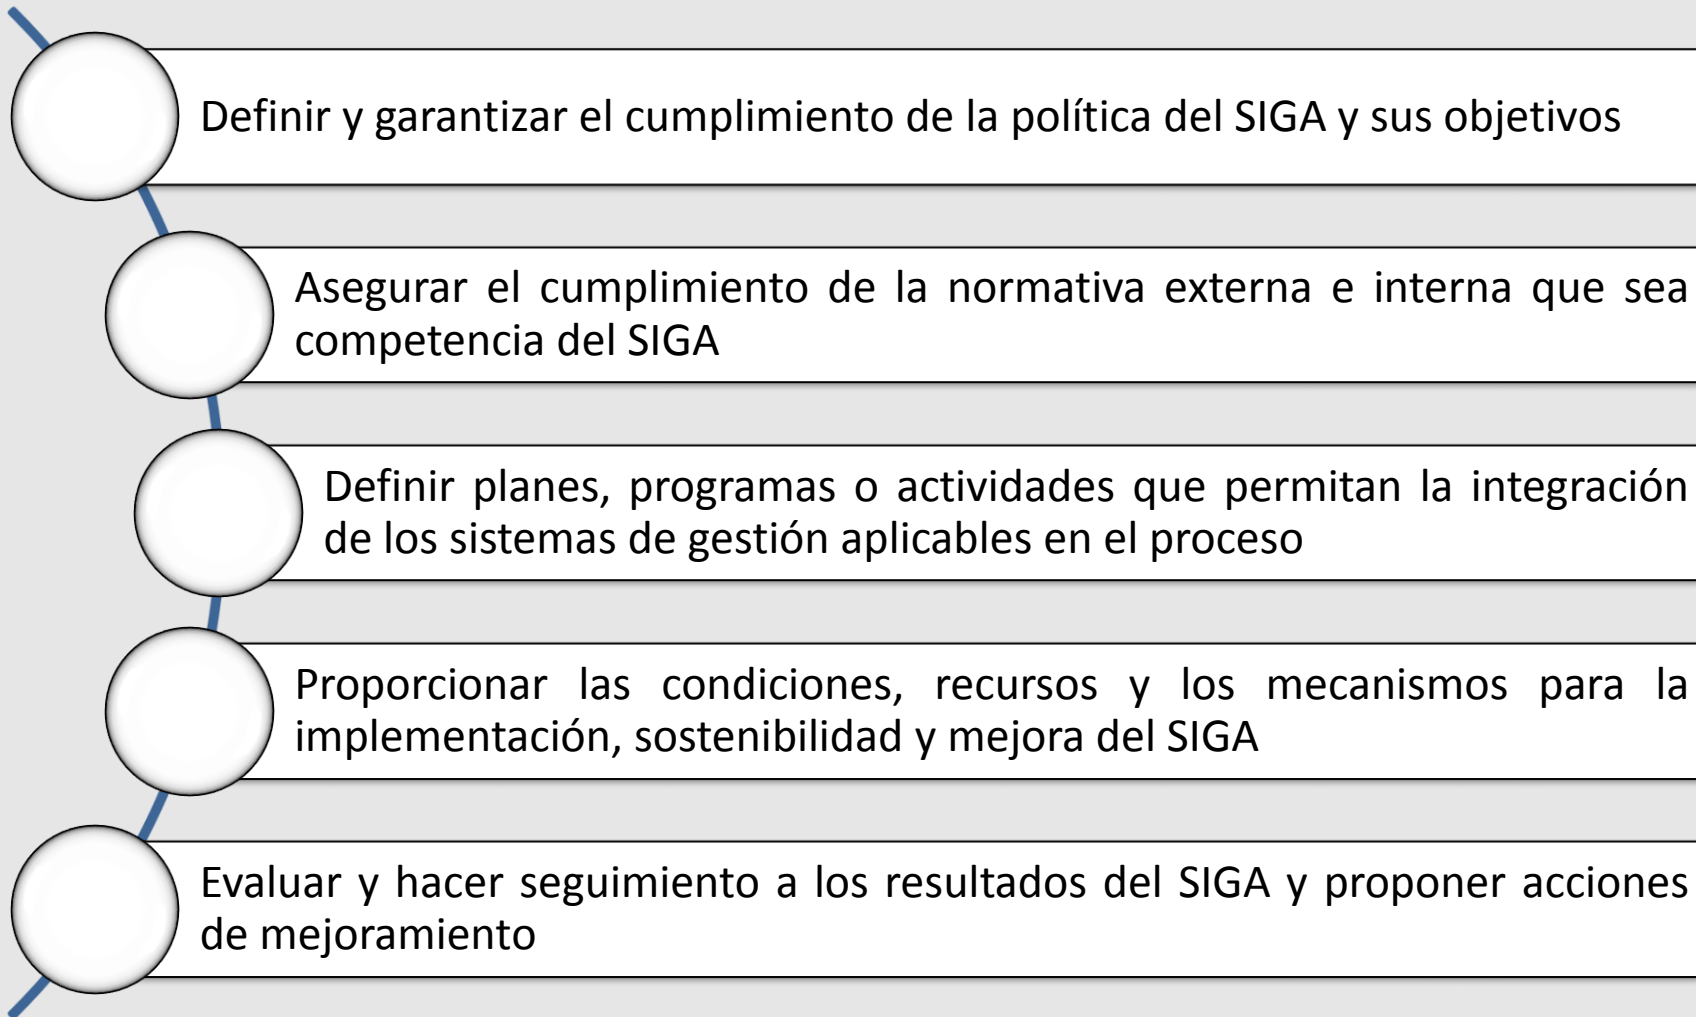 Definir y garantizar el cumplimiento de la política del SIGA y sus objetivos
Asegurar el cumplimiento de la normativa externa e interna que sea
competencia del SIGA
Definir planes, programas o actividades que permitan la integración
de los sistemas de gestión aplicables en el proceso
Proporcionar las condiciones, recursos y los mecanismos para la
implementación, sostenibilidad y mejora del SIGA
Evaluar y hacer seguimiento a los resultados del SIGA y proponer acciones
de mejoramiento